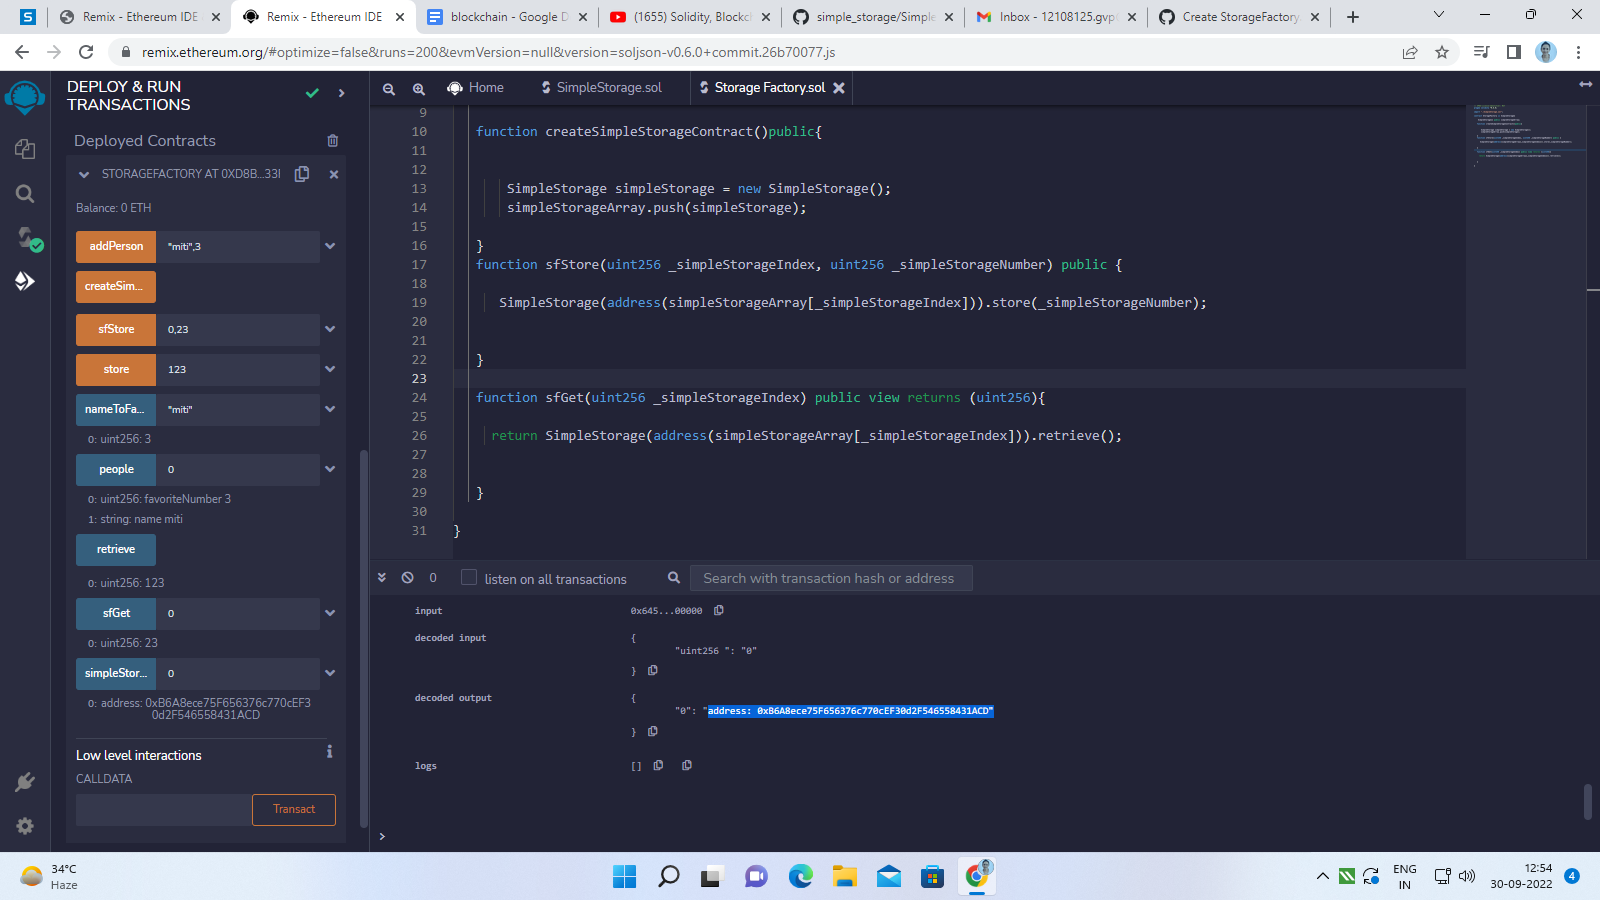 Remix - Ethereum IDE
Remix - Ethereum IDE
blockchain - Google D
(1655) Solidity, Blockc
simple_storage/Simple
Inbox - 12108125.gvp
Create StorageFactory
remix.ethereum.org/#optimize=false&runs=200&evmVersion=null&version=soljson-v0.6.0+commit.26b70077.js
DEPLOY & RUN
TRANSACTIONS
Home
SimpleStorage.sol
Storage Factory.sol
Deployed Contracts
STORAGEFACTORY AT 0XD8B...33I
Balance: 0 ETH
addPerson
"miti",3
createSim...
sfStore
0,23
store
123
nameToFa...
"miti"
0: uint256: 3
people
0
0: uint256: favoriteNumber 3
1: string: name miti
retrieve
0: uint256: 123
sfGet
0
0: uint256: 23
simpleStor...
0
0: address: 0xB6A8ece75F656376c770cEF3
0d2F546558431ACD
Low level interactions
i
CALLDATA
Transact
9
10 function createSimpleStorageContract()public{
11
12
13 SimpleStorage simpleStorage = new SimpleStorage();
14 simpleStorageArray.push(simpleStorage);
15
16 }
17 function sfStore(uint256 _simpleStorageIndex, uint256 _simpleStorageNumber) public {
18
19 SimpleStorage(address(simpleStorageArray[_simpleStorageIndex])).store(_simpleStorageNumber);
20
21
22 }
23
24 function sfGet(uint256 _simpleStorageIndex) public view returns (uint256){
25
26 return SimpleStorage(address(simpleStorageArray[_simpleStorageIndex])).retrieve();
27
28
29 }
30
31 }
0
listen on all transactions
Search with transaction hash or address
input 0x645...00000
decoded input {
"uint256 ": "0"
}
decoded output {
"0": "address: 0xB6A8ece75F656376c770cEF30d2F546558431ACD"
}
logs []
>
34°C
Haze
ENG
IN
12:54
30-09-2022
4